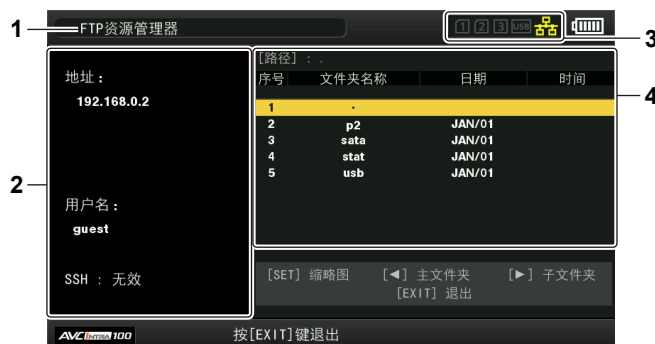 1
FTP资源管理器
1 2 3 USB
3
2
地址：
192.168.0.2
用户名：
guest
SSH : 无效
4
[路径] : .
序号 文件夹名称 日期 时间
1 .
2 p2 JAN/01
3 sata JAN/01
4 stat JAN/01
5 usb JAN/01
[SET] 缩略图 [◀] 主文件夹 [▶] 子文件夹
[EXIT] 退出
AVC INTRA 100
按[EXIT]键退出